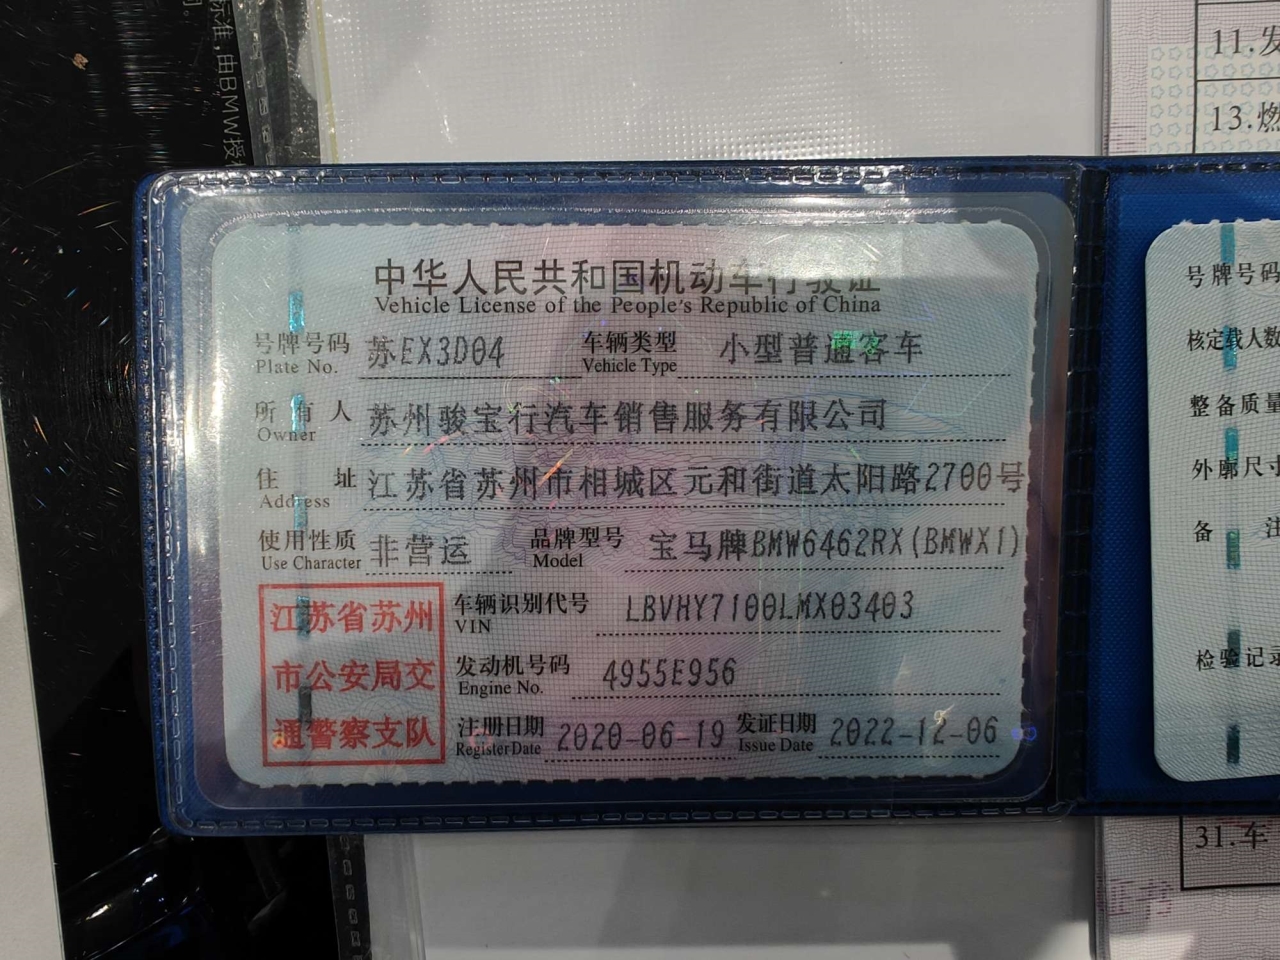 标准,由BMW授
11.发
13.燃
中华人民共和国机动车行驶证
Vehicle License of the People's Republic of China
号牌号码 苏EX3D04 车辆类型 小型普通客车
Plate No. Vehicle Type
所有人 苏州骏宝行汽车销售服务有限公司
Owner
住址 江苏省苏州市相城区元和街道太阳路2700号
Address
使用性质 非营运 品牌型号 宝马牌BMW6462RX(BMWX1)
Use Character Model
江苏省苏州
市公安局交
通警察支队
车辆识别代号 LBVHY7100LMX03403
VIN
发动机号码 4955E956
Engine No.
注册日期 2020-06-19 发证日期 2022-12-06
Register Date Issue Date
号牌号码
核定载人数
整备质量
外廓尺寸
备注
检验记录
31.车